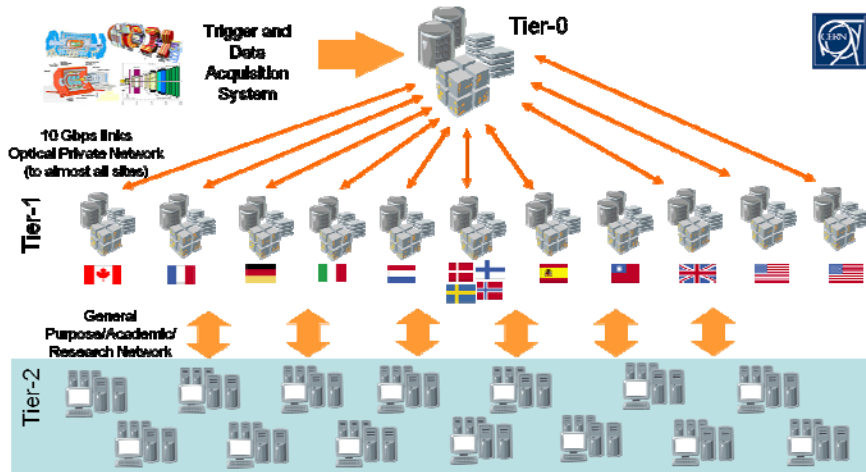 Trigger and
Data
Acquisition
System
Tier-0
CERN
10 Gbps links
Optical Private Network
(to almost all sites)
Tier-1
General
Purpose/Academic/
Research Network
Tier-2